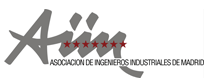 Aiim
ASOCIACION DE INGENIEROS INDUSTRIALES DE MADRID